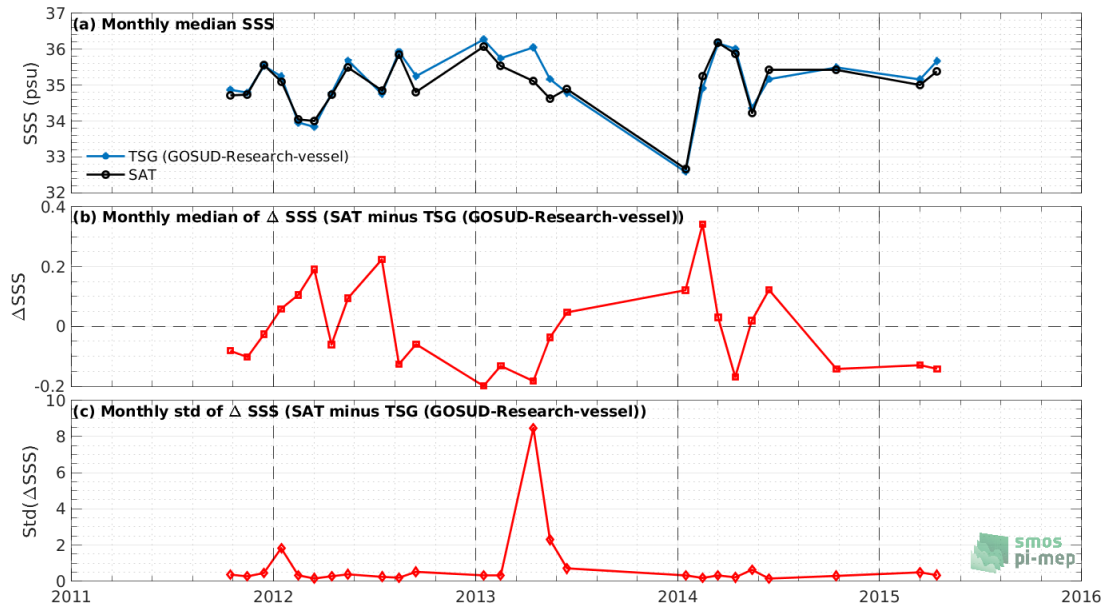 (a) Monthly median SSS
37
36
35
34
33
32
SSS (psu)
TSG (GOSUD-Research-vessel)
SAT
(b) Monthly median of Δ SSS (SAT minus TSG (GOSUD-Research-vessel))
0.4
0.2
0
-0.2
ΔSSS
(c) Monthly std of Δ SSS (SAT minus TSG (GOSUD-Research-vessel))
10
8
6
4
2
0
Std(ΔSSS)
smos
pi-mep
2011 2012 2013 2014 2015 2016